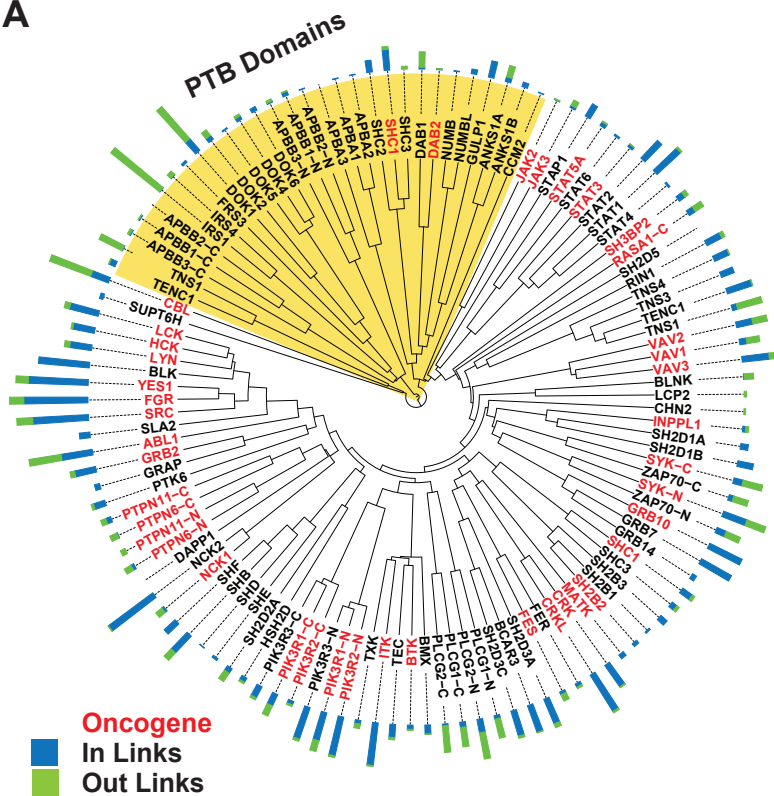 A
PTB Domains
TENC1
TNS1
APBB3-C
APBB1-C
APBB2-C
IRS1
IRS4
FRS3
DOK1
DOK2
DOK5
DOK4
DOK6
APBB3-N
APBB1-N
APBB2-N
APBA3
APBA1
APBA2
SHC2
SHC1
SHC3
DAB1
DAB2
NUMB
NUMBL
GULP1
ANKS1A
ANKS1B
CCM2
JAK2
JAK3
STAP1
STAT5A
STAT6
STAT3
STAT2
STAT1
STAT4
SH3BP2
RASA1-C
SH2D5
RIN1
TNS4
TNS3
TENC1
TNS1
VAV2
VAV1
VAV3
BLNK
LCP2
CHN2
INPPL1
SH2D1A
SH2D1B
SYK-C
ZAP70-C
SYK-N
ZAP70-N
GRB10
GRB7
GRB14
SHC1
SHC3
SH2B3
SH2B1
SH2B2
MATK
CRK
CRKL
FER
FES
SH2D3A
BCAR3
SH2D3C
PLCG1-N
PLCG2-N
PLCG1-C
PLCG2-C
BMX
BTK
TEC
ITK
TXK
PIK3R2-N
PIK3R1-N
PIK3R3-N
PIK3R2-C
PIK3R1-C
PIK3R3-C
HSH2D
SH2D2A
SHE
SHD
SHB
SHF
NCK1
NCK2
DAPP1
PTPN6-N
PTPN11-N
PTPN6-C
PTPN11-C
PTK6
GRAP
GRB2
ABL1
SLA2
SRC
FGR
YES1
BLK
LYN
HCK
LCK
SUPT6H
CBL
Oncogene
In Links
Out Links